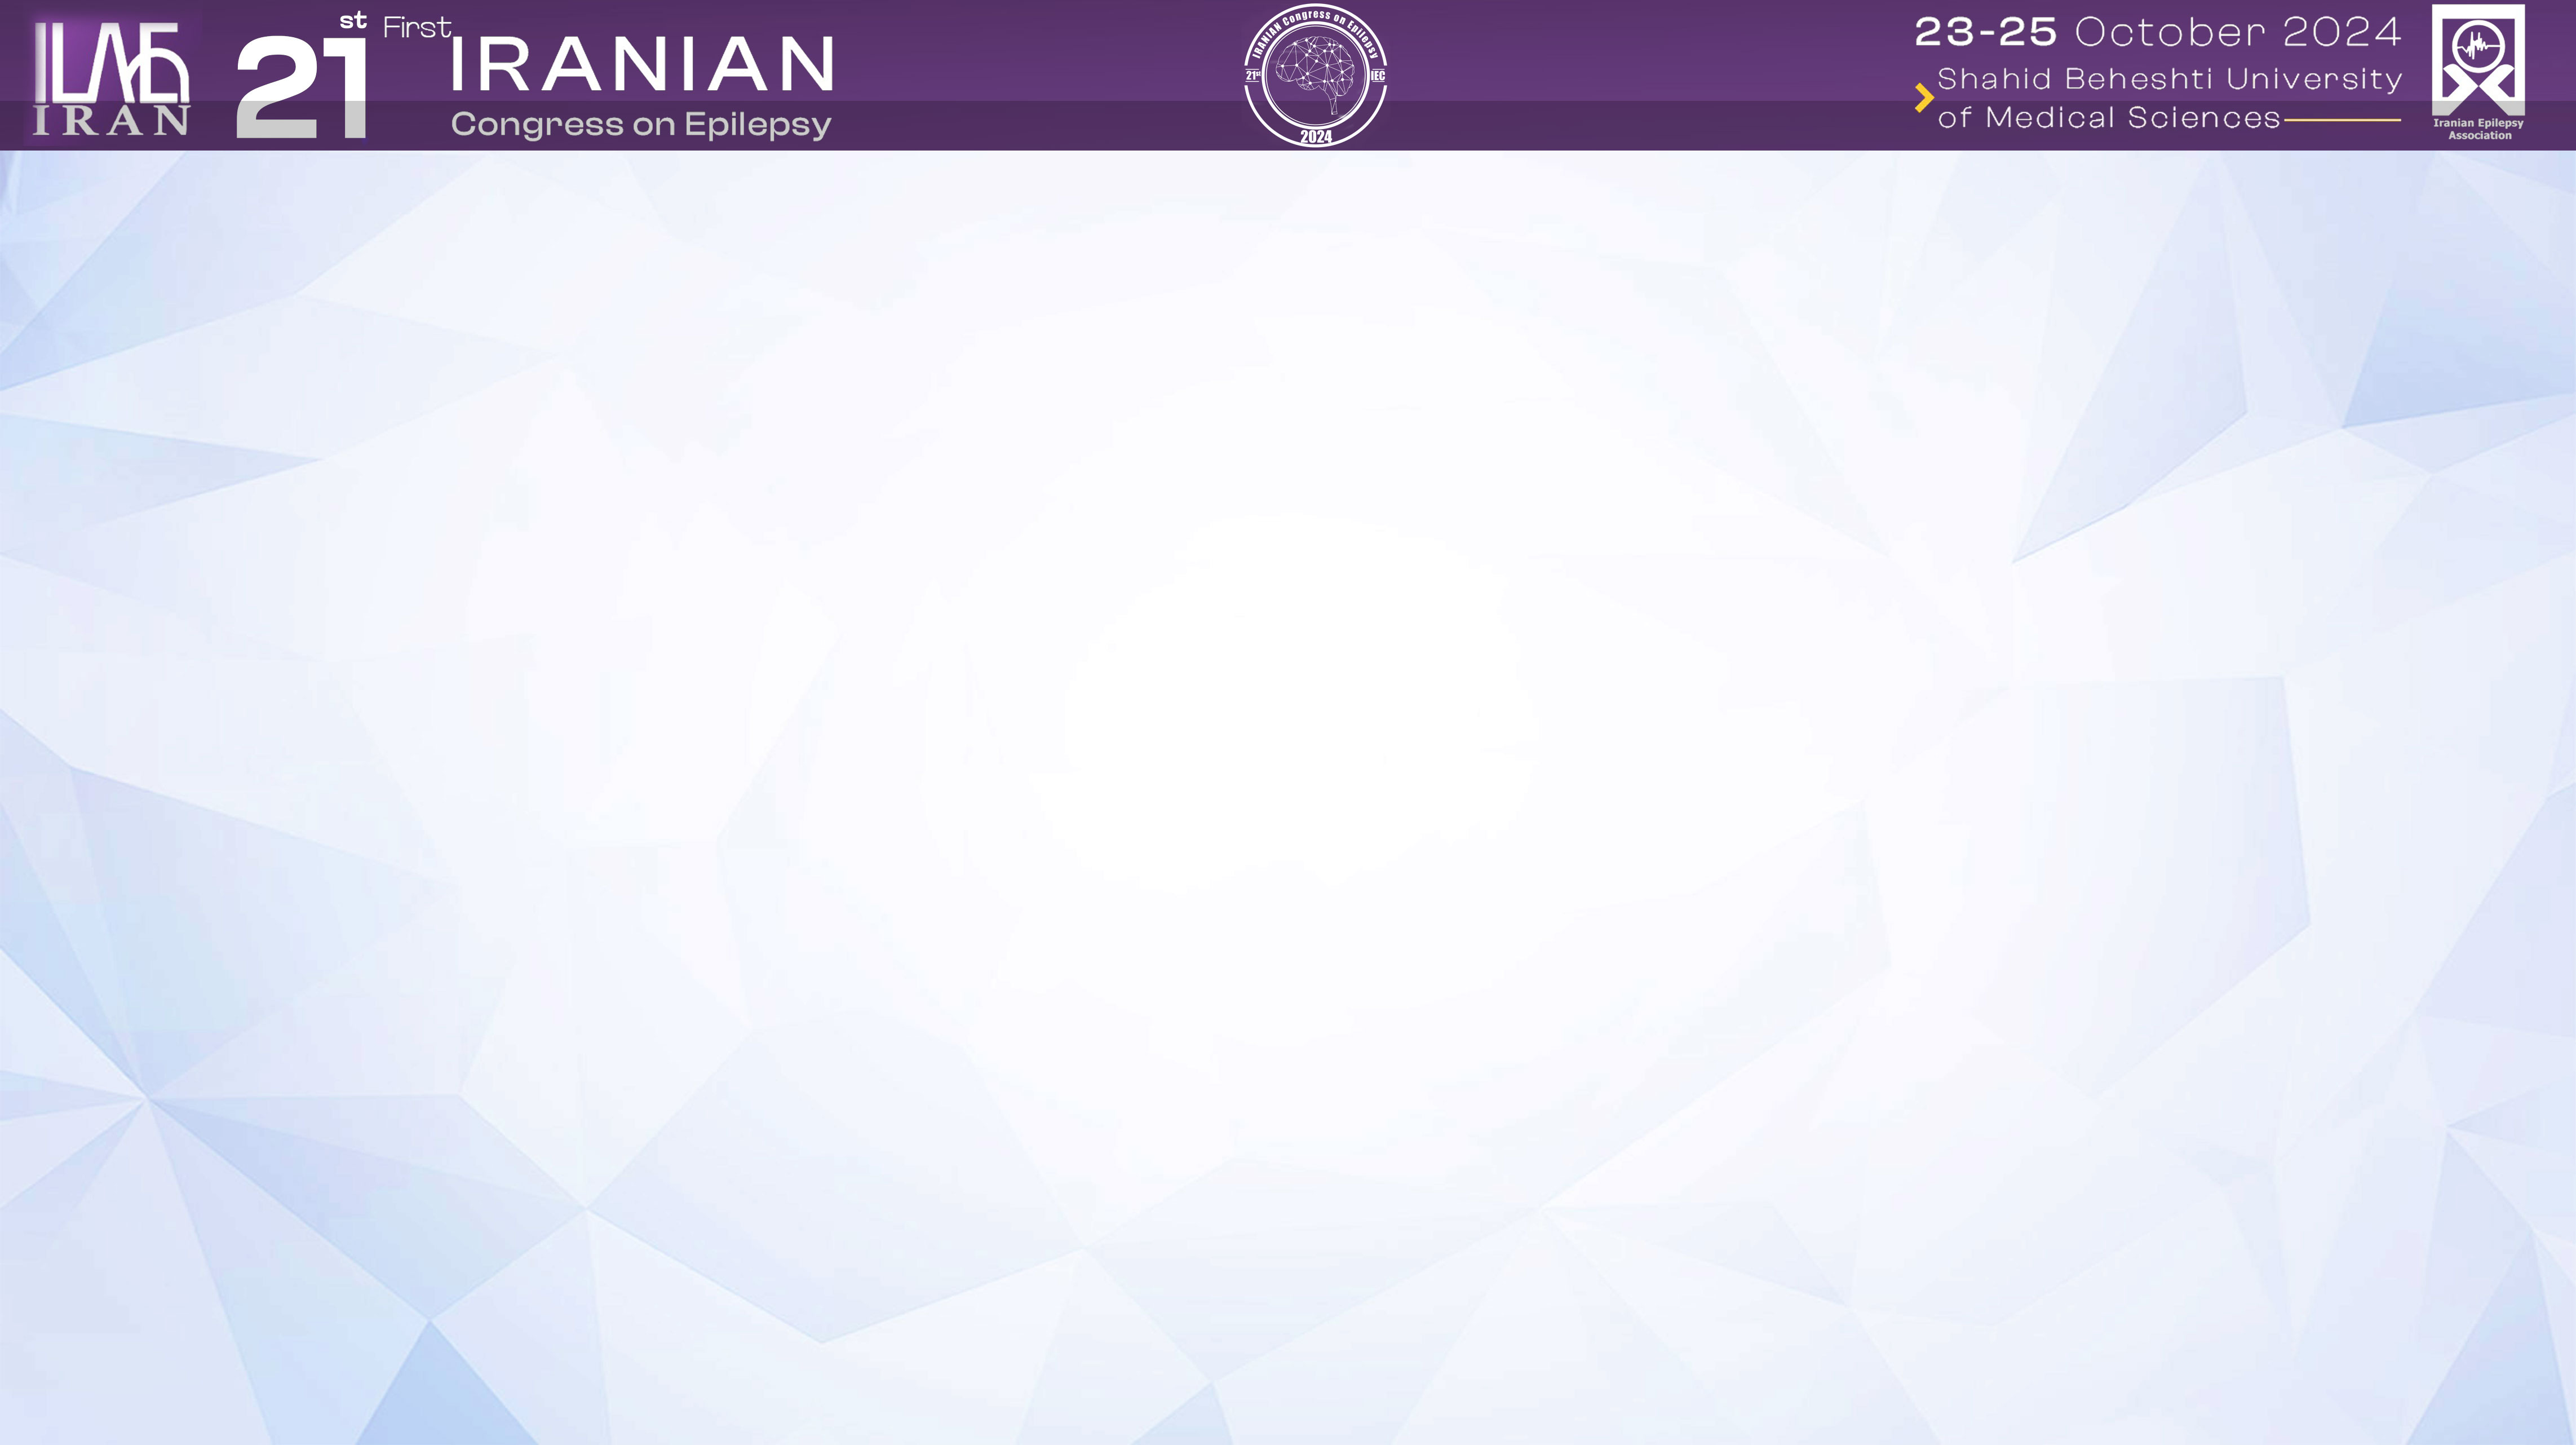 ILAE
IRAN
21st First
IRANIAN
Congress on Epilepsy
IRANIAN Congress on Epilepsy
21st
IEC
2024
23-25 October 2024
Shahid Beheshti University
of Medical Sciences
Iranian Epilepsy
Association